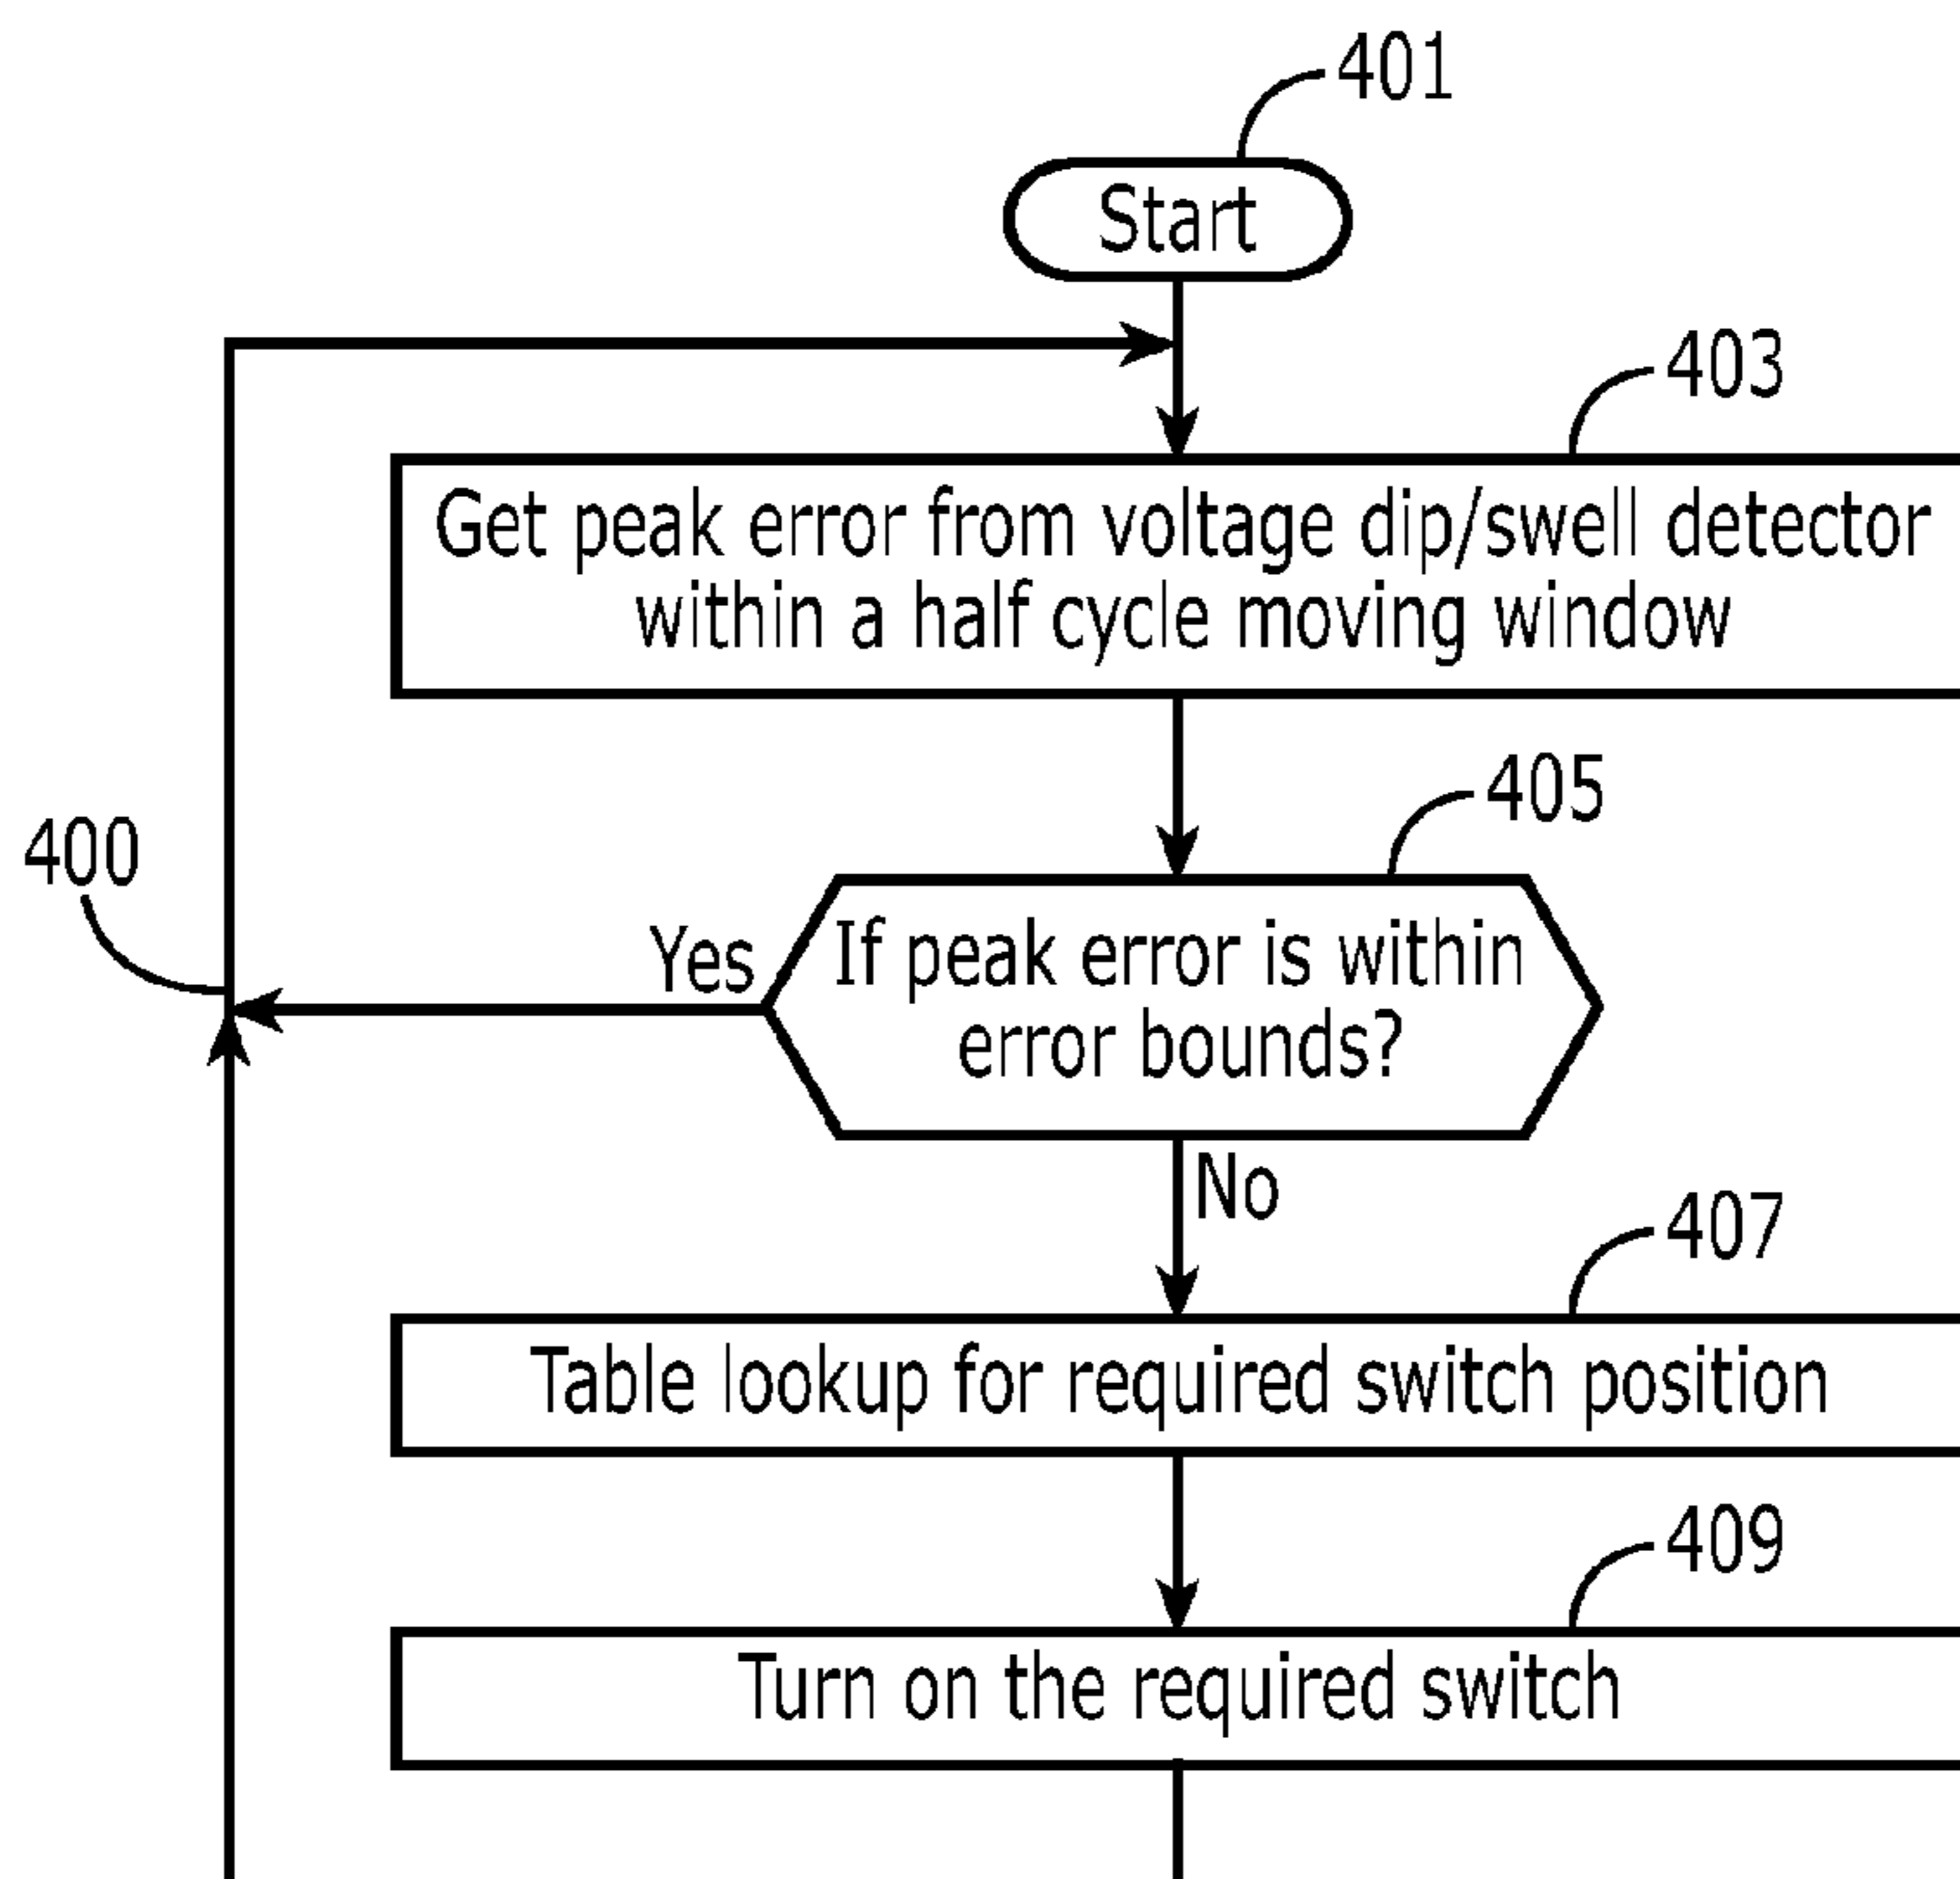 401
Start
403
Get peak error from voltage dip/swell detector
within a half cycle moving window
405
400
Yes
If peak error is within
error bounds?
No
407
Table lookup for required switch position
409
Turn on the required switch